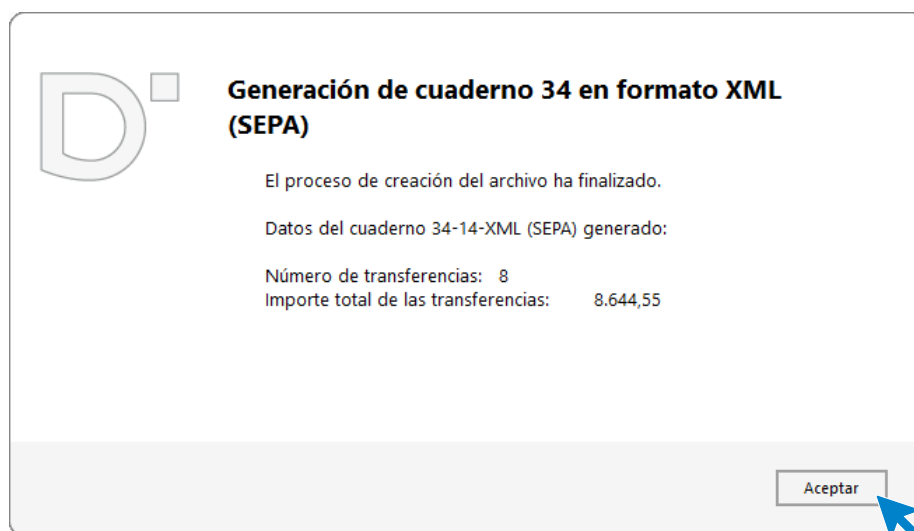 Generación de cuaderno 34 en formato XML
(SEPA)
El proceso de creación del archivo ha finalizado.
Datos del cuaderno 34-14-XML (SEPA) generado:
Número de transferencias: 8
Importe total de las transferencias: 8.644,55
Aceptar